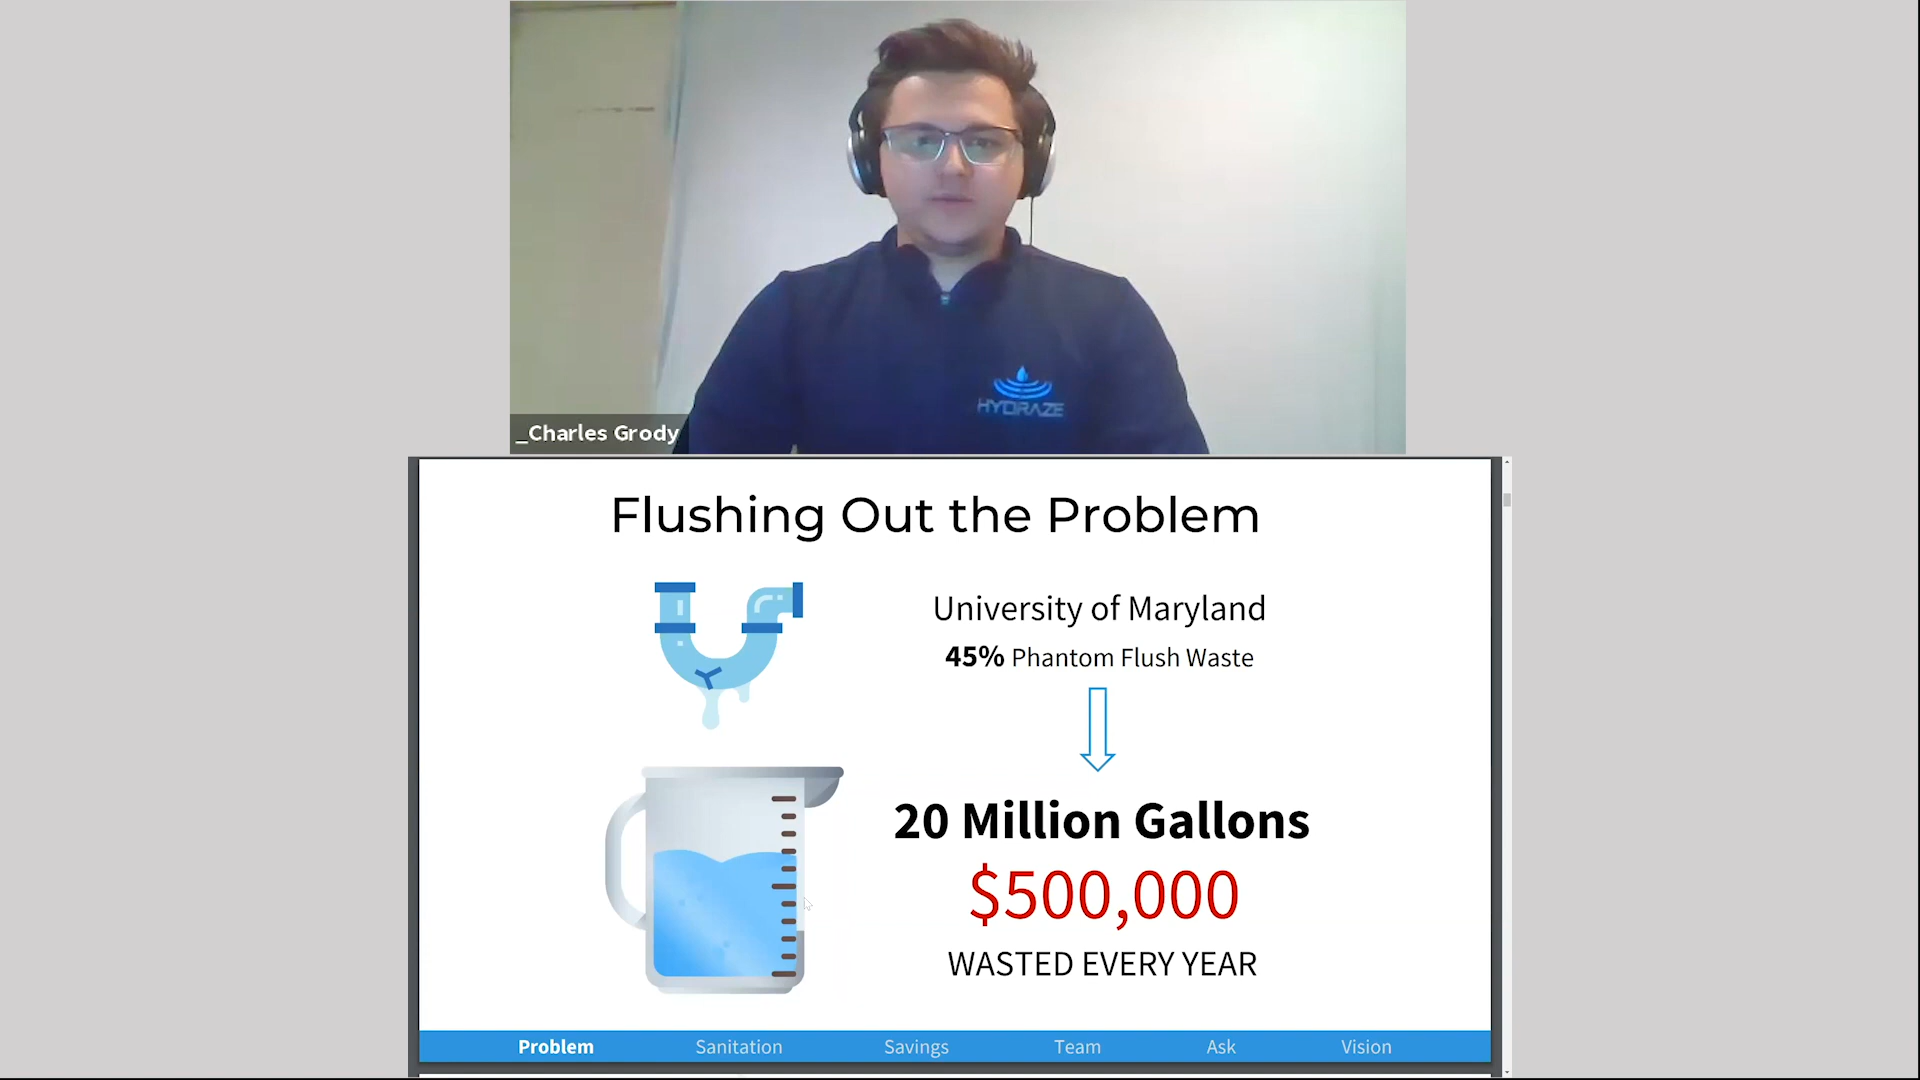 HYDRAZE
_Charles Grody
Flushing Out the Problem
University of Maryland
45% Phantom Flush Waste
20 Million Gallons
$500,000
WASTED EVERY YEAR
Problem Sanitation Savings Team Ask Vision